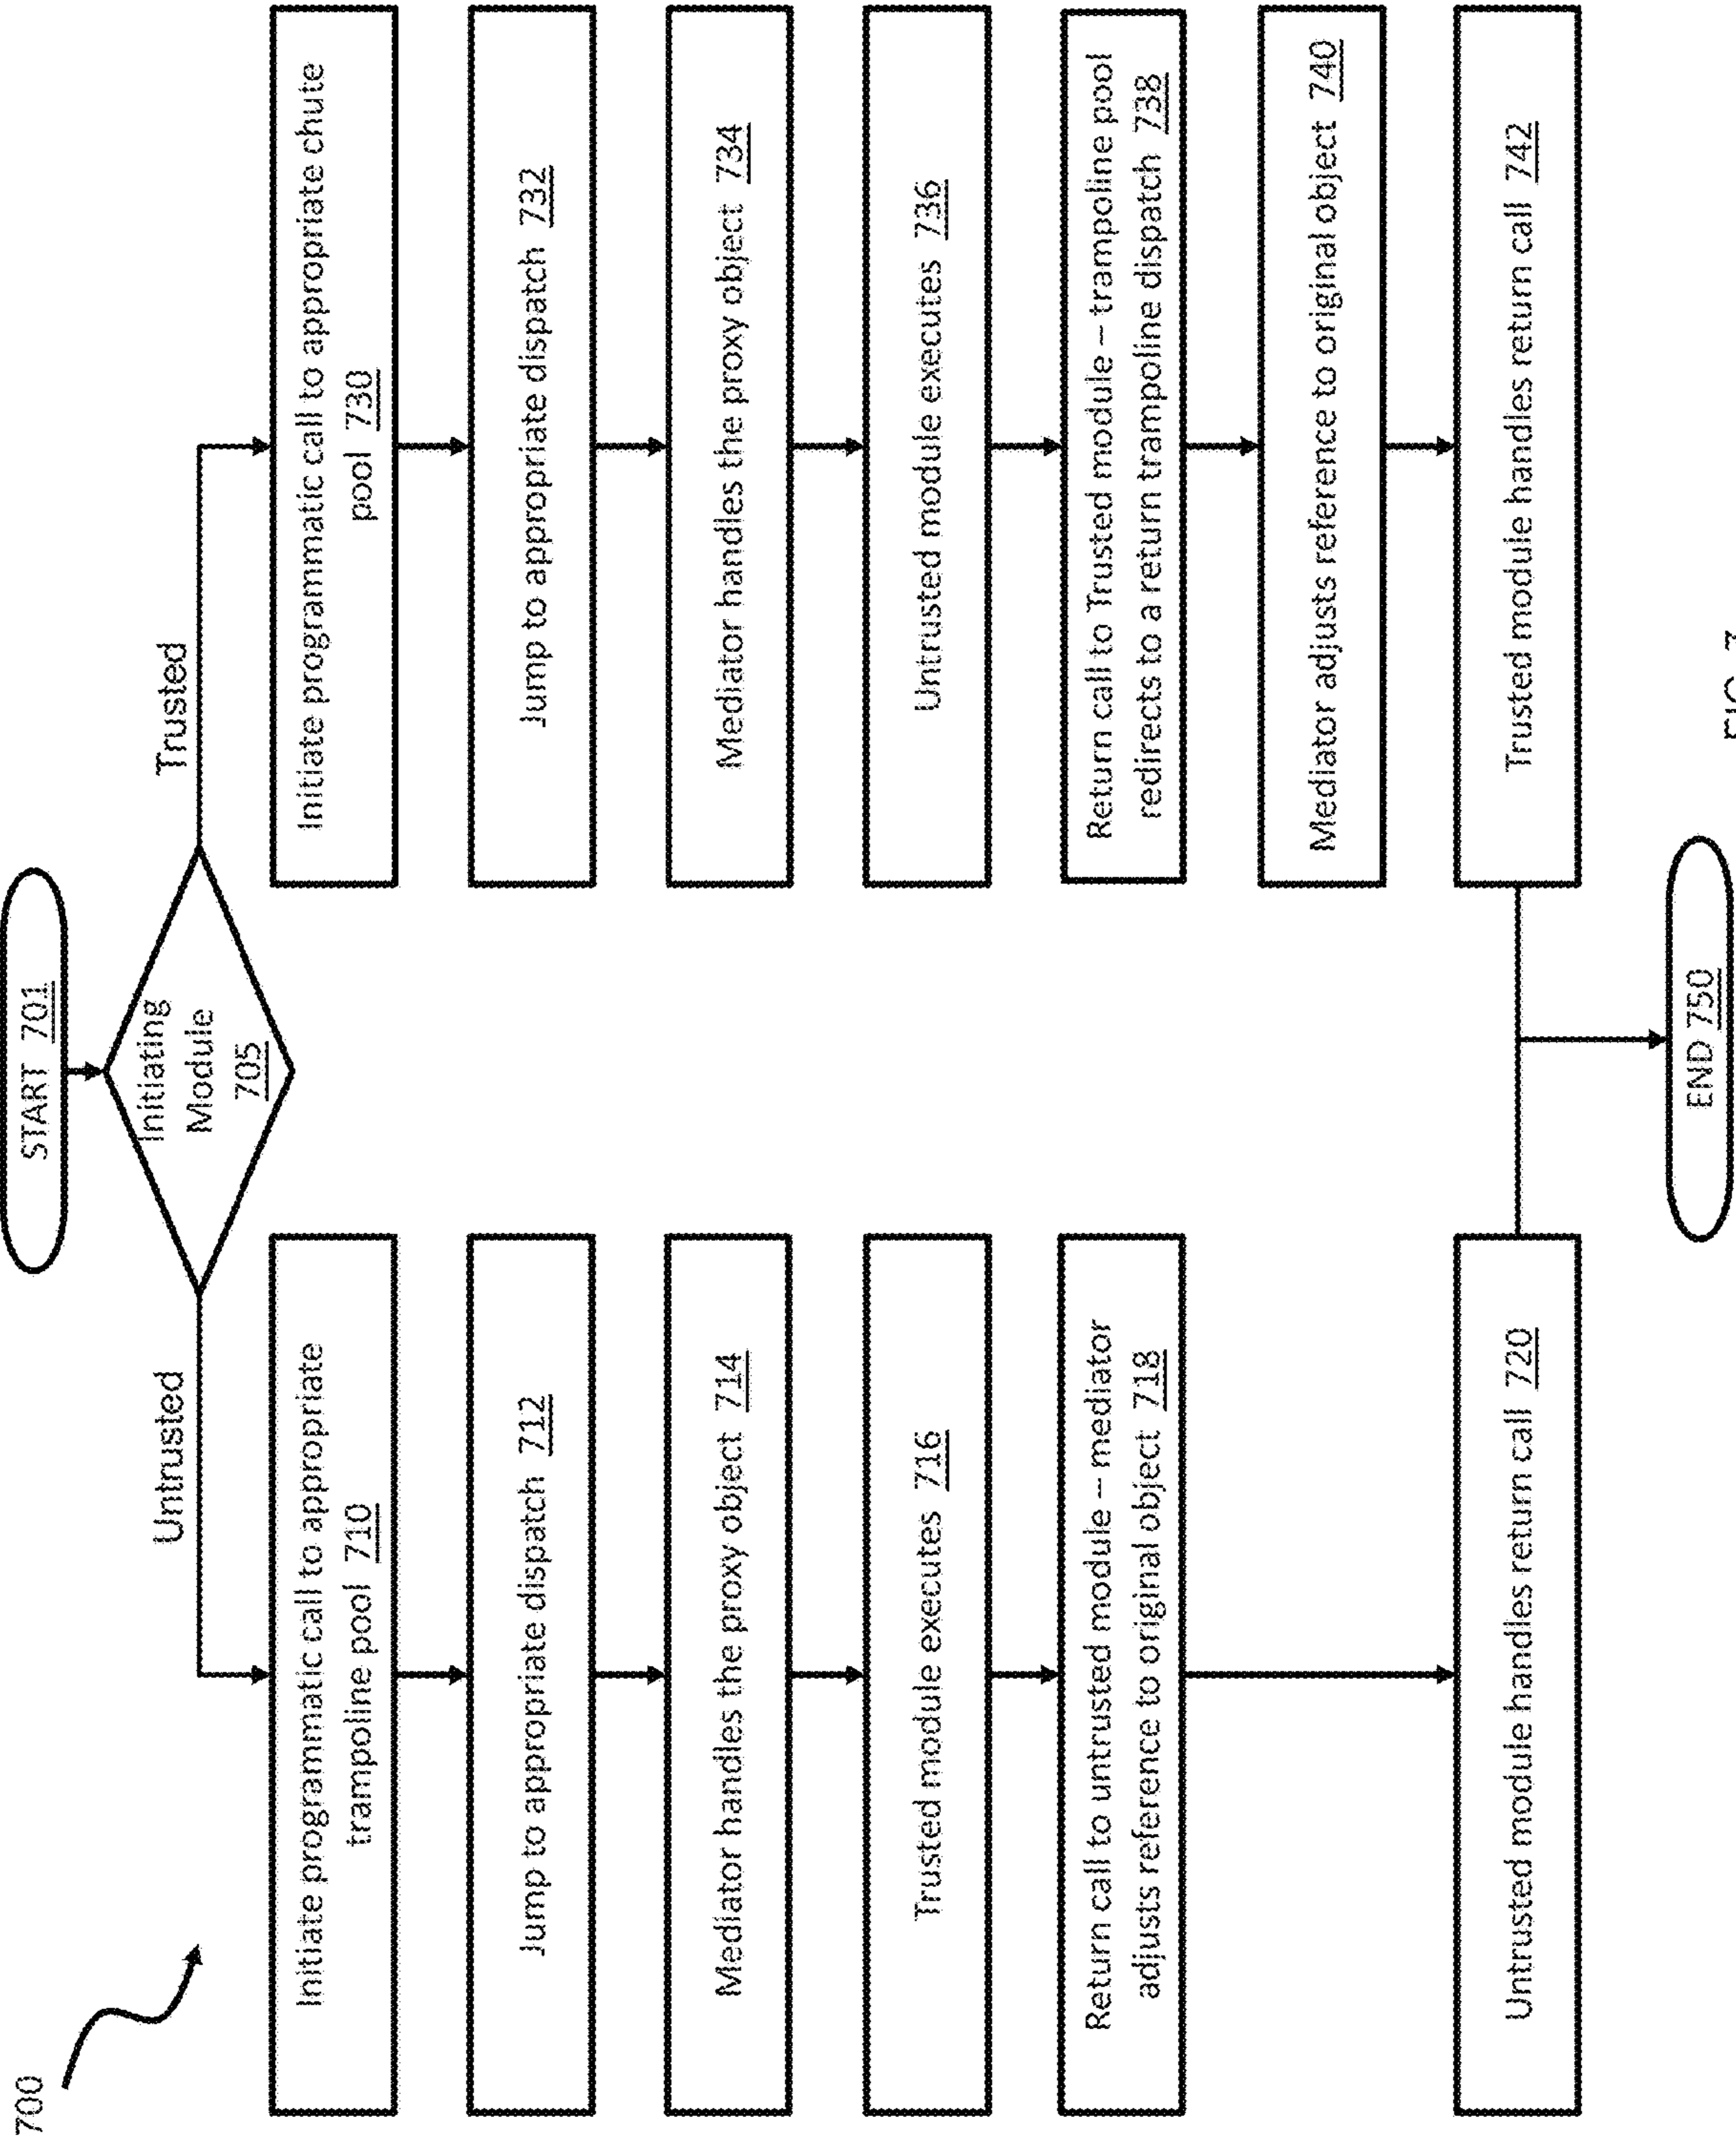 700
START 701
Initiating
Module
705
Untrusted
Trusted
Initiate programmatic call to appropriate
trampoline pool 710
Jump to appropriate dispatch 712
Mediator handles the proxy object 714
Trusted module executes 716
Return call to untrusted module – mediator
adjusts reference to original object 718
Untrusted module handles return call 720
Initiate programmatic call to appropriate chute
pool 730
Jump to appropriate dispatch 732
Mediator handles the proxy object 734
Untrusted module executes 736
Return call to Trusted module – trampoline pool
redirects to a return trampoline dispatch 738
Mediator adjusts reference to original object 740
Trusted module handles return call 742
END 750